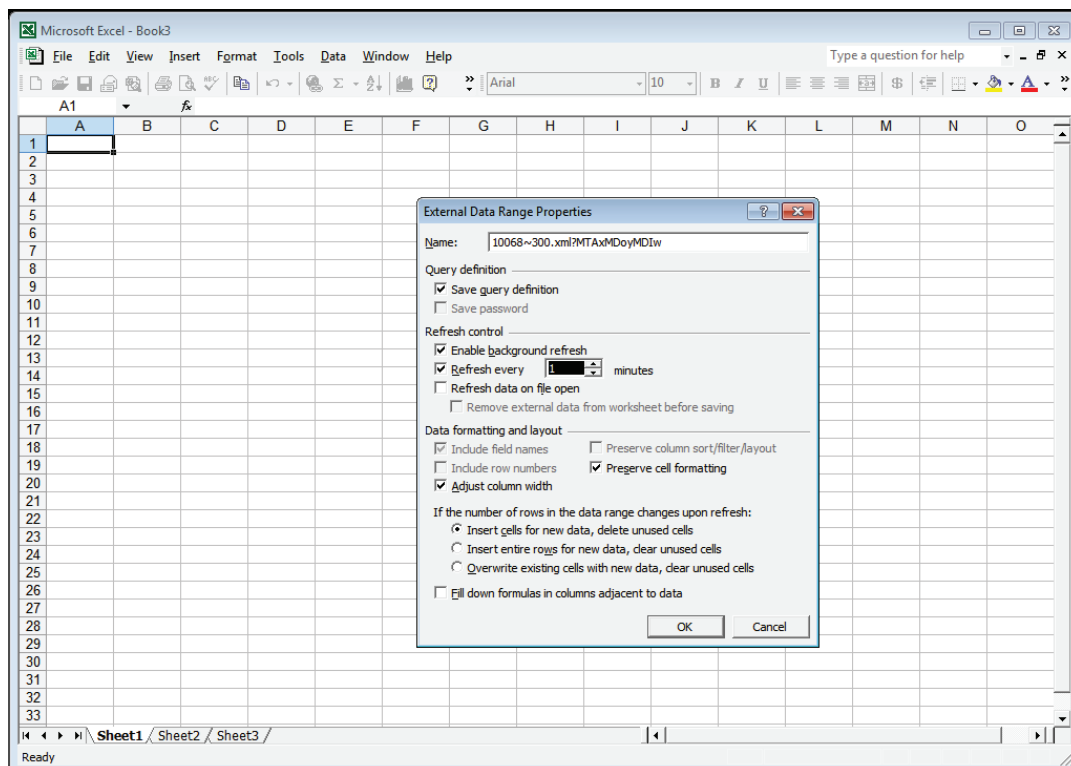 Microsoft Excel - Book3
File Edit View Insert Format Tools Data Window Help Type a question for help
Arial 10 B I U $ A
A1 fx
A B C D E F G H I J K L M N O
1
2
3
4
5
6
7
8
9
10
11
12
13
14
15
16
17
18
19
20
21
22
23
24
25
26
27
28
29
30
31
32
33
External Data Range Properties
Name: 10068~300.xml?MTAxMDoyMDIw
Query definition
Save query definition
Save password
Refresh control
Enable background refresh
Refresh every 1 minutes
Refresh data on file open
Remove external data from worksheet before saving
Data formatting and layout
Include field names Preserve column sort/filter/layout
Include row numbers Preserve cell formatting
Adjust column width
If the number of rows in the data range changes upon refresh:
Insert cells for new data, delete unused cells
Insert entire rows for new data, clear unused cells
Overwrite existing cells with new data, clear unused cells
Fill down formulas in columns adjacent to data
OK Cancel
Sheet1 Sheet2 Sheet3
Ready